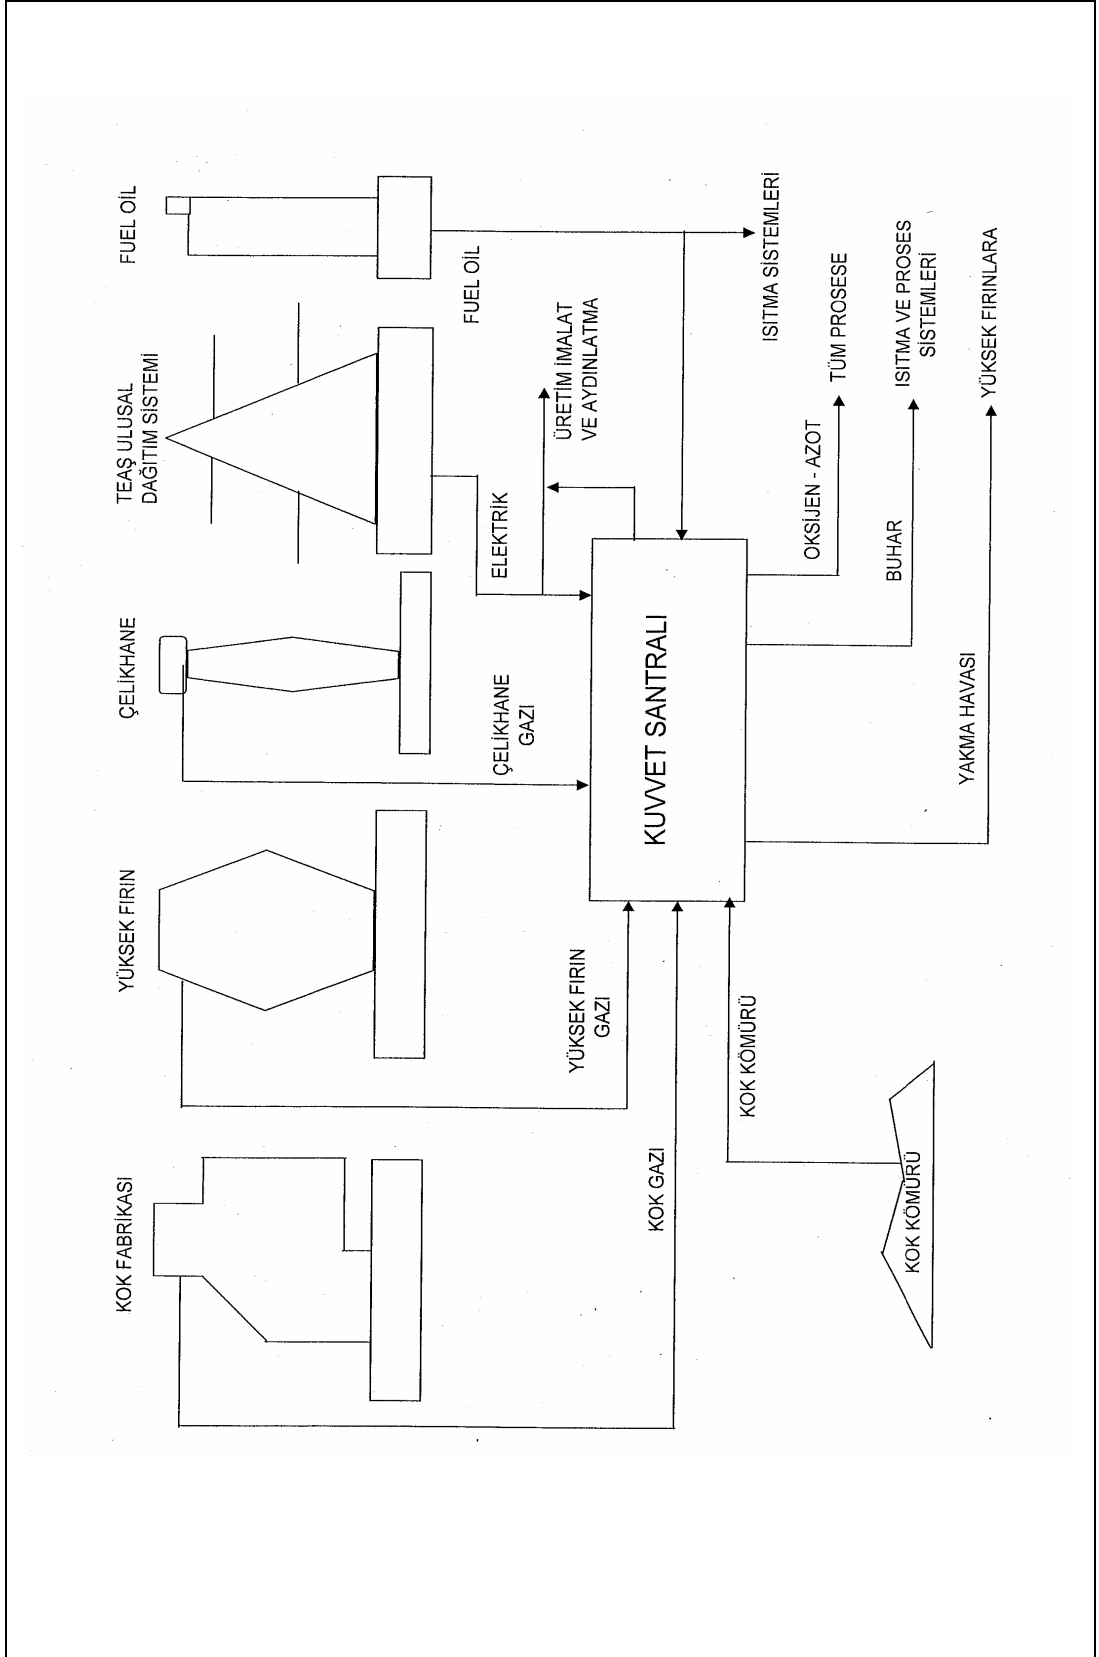 KOK FABRİKASI
YÜKSEK FIRIN
ÇELİKHANE
TEAŞ ULUSAL
DAĞITIM SİSTEMİ
FUEL OİL
FUEL OİL
ELEKTRİK
ÇELİKHANE
GAZI
ÜRETİM İMALAT
VE AYDINLATMA
YÜKSEK FIRIN
GAZI
KOK GAZI
KUVVET SANTRALI
KOK KÖMÜRÜ
ISITMA SİSTEMLERİ
OKSİJEN - AZOT
TÜM PROSESE
BUHAR
ISITMA VE PROSES
SİSTEMLERİ
KOK KÖMÜRÜ
YAKMA HAVASI
YÜKSEK FIRINLARA